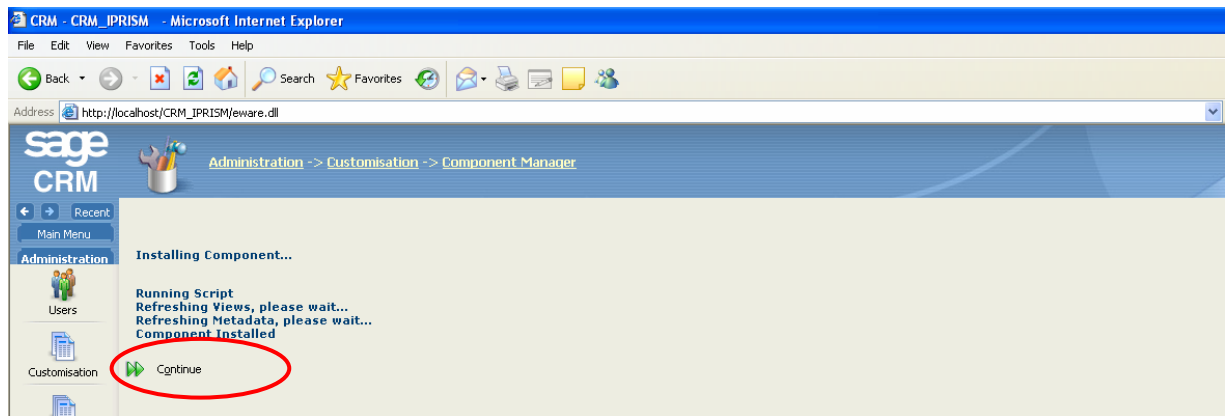 CRM - CRM_IPRISM - Microsoft Internet Explorer
File Edit View Favorites Tools Help
Back Search Favorites
Address http://localhost/CRM_IPRISM/eware.dll
sage
CRM
Administration -> Customisation -> Component Manager
Recent
Main Menu
Administration
Users
Customisation
Installing Component...
Running Script
Refreshing Views, please wait...
Refreshing Metadata, please wait...
Component Installed
Continue